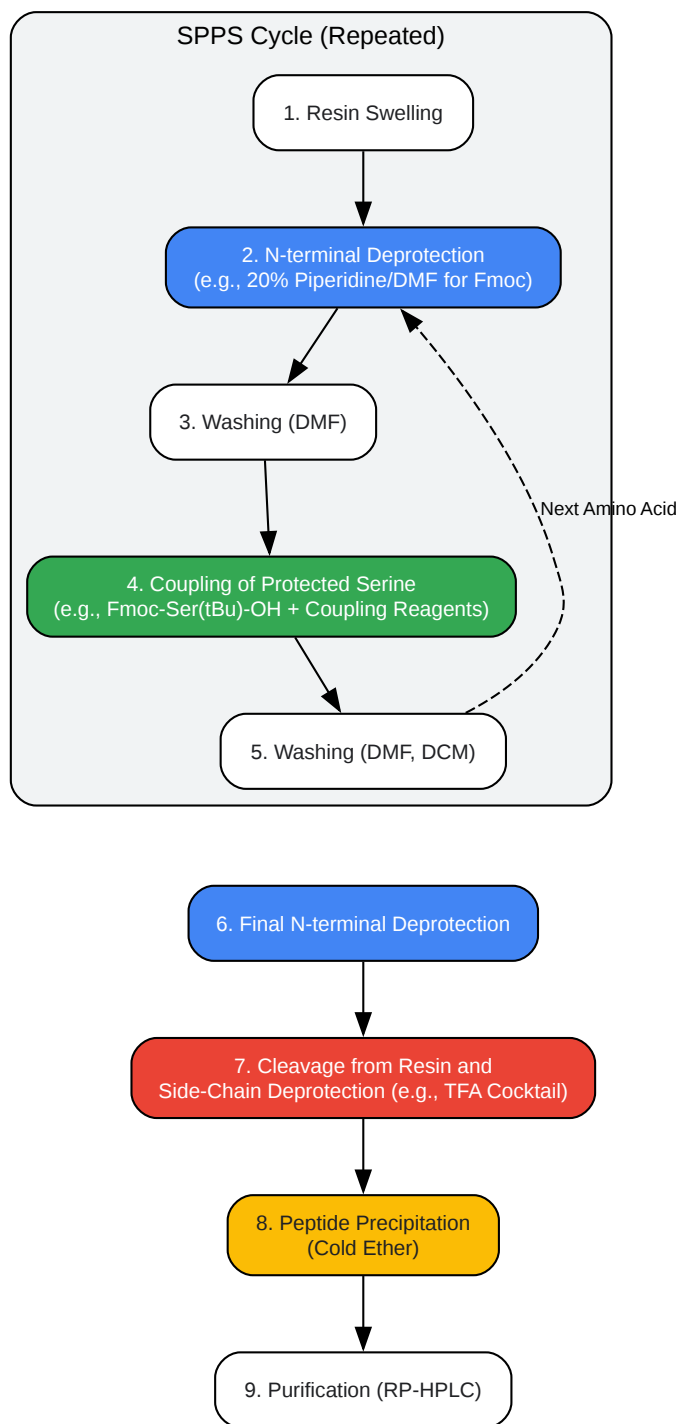 SPPS Cycle (Repeated)
1. Resin Swelling
2. N-terminal Deprotection
(e.g., 20% Piperidine/DMF for Fmoc)
3. Washing (DMF)
Next Amino Acid
4. Coupling of Protected Serine
(e.g., Fmoc-Ser(tBu)-OH + Coupling Reagents)
5. Washing (DMF, DCM)
6. Final N-terminal Deprotection
7. Cleavage from Resin and
Side-Chain Deprotection (e.g., TFA Cocktail)
8. Peptide Precipitation
(Cold Ether)
9. Purification (RP-HPLC)